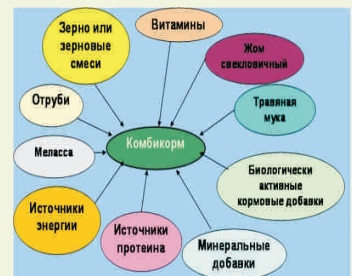 Зерно или
зерновые
смеси
Витамины
Жом
свекловичный
Отруби
Травяная
мука
Комбикорм
Меласса
Биологически
активные
кормовые добавки
Источники
энергии
Источники
протеина
Минеральные
добавки